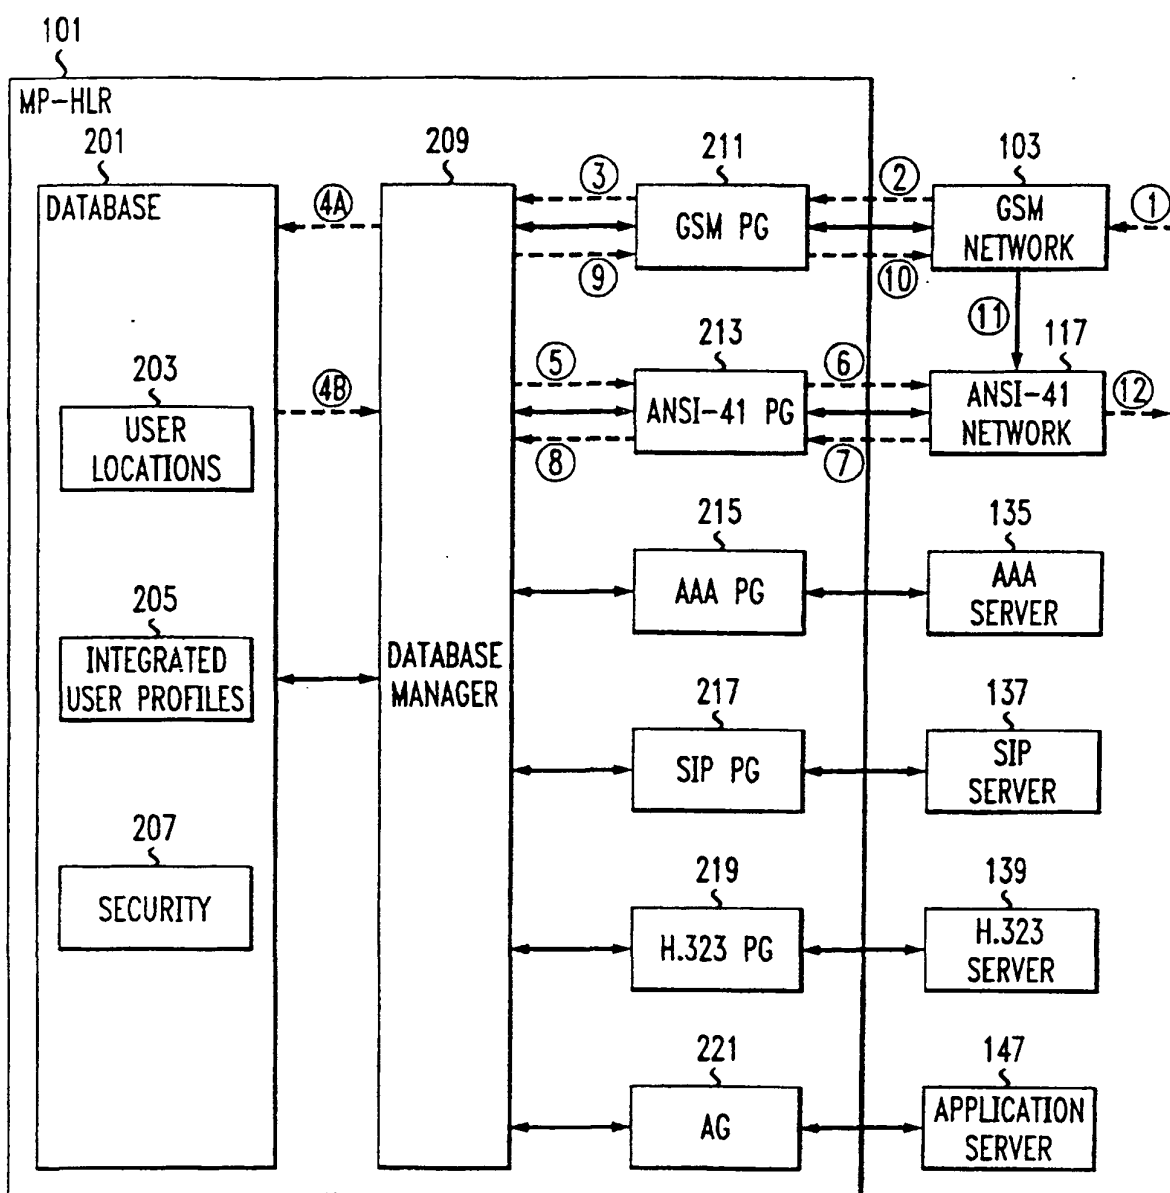 101
MP-HLR
201
209
211
103
DATABASE
4A
3
2
1
GSM PG
GSM
NETWORK
9
10
11
203
4B
5
213
6
117
USER
LOCATIONS
ANSI-41 PG
ANSI-41
NETWORK
12
8
7
215
135
AAA PG
AAA
SERVER
205
INTEGRATED
USER PROFILES
DATABASE
MANAGER
217
137
SIP PG
SIP
SERVER
207
SECURITY
219
139
H.323 PG
H.323
SERVER
221
147
AG
APPLICATION
SERVER